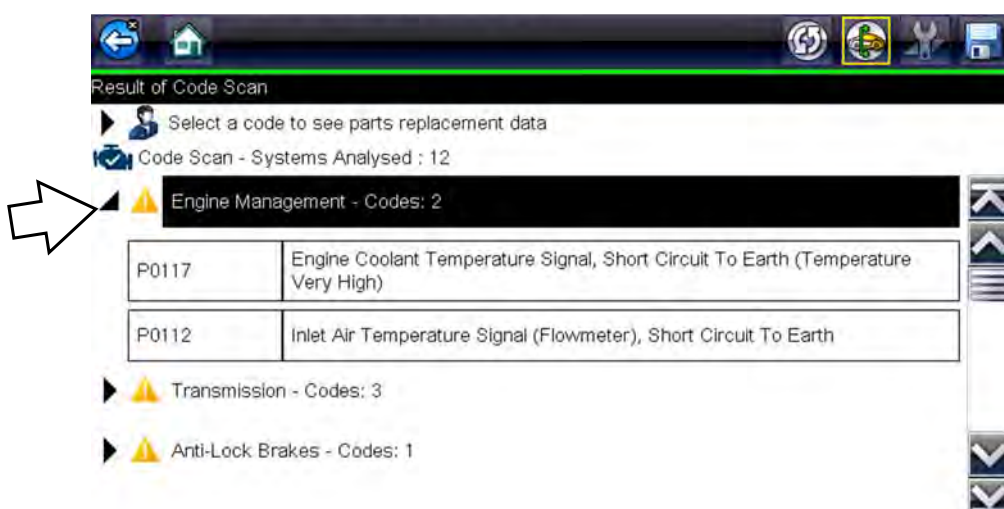 Result of Code Scan
Select a code to see parts replacement data
Code Scan - Systems Analysed : 12
Engine Management - Codes: 2
P0117
Engine Coolant Temperature Signal, Short Circuit To Earth (Temperature
Very High)
P0112
Inlet Air Temperature Signal (Flowmeter), Short Circuit To Earth
Transmission - Codes: 3
Anti-Lock Brakes - Codes: 1